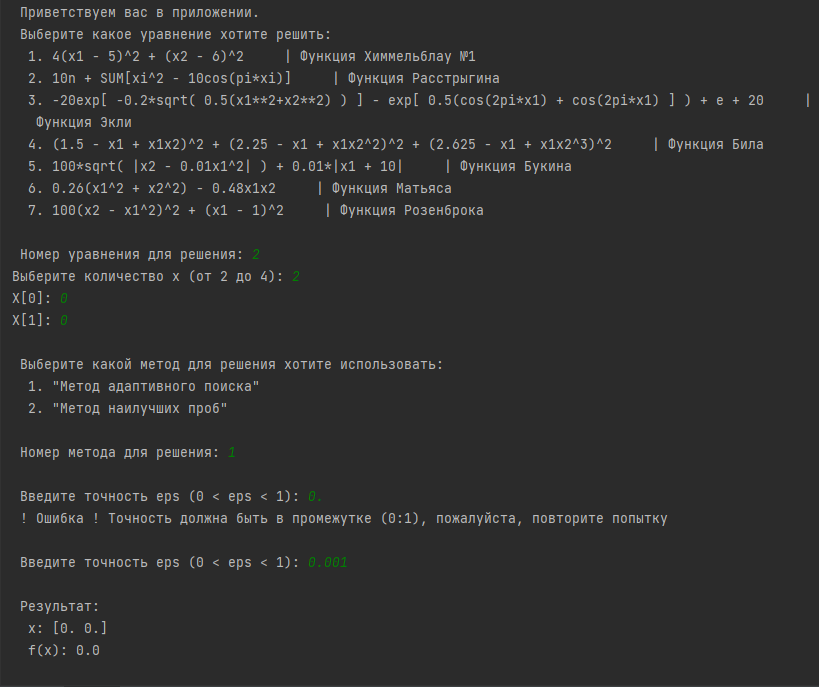 Приветствуем вас в приложении.
Выберите какое уравнение хотите решить:
1. 4(x1 - 5)^2 + (x2 - 6)^2     | Функция Химмельблау №1
2. 10n + SUM[xi^2 - 10cos(pi*xi)]     | Функция Расстрыгина
3. -20exp[ -0.2*sqrt( 0.5(x1**2+x2**2) ) ] - exp[ 0.5(cos(2pi*x1) + cos(2pi*x1) ] ) + e + 20     |
Функция Экли
4. (1.5 - x1 + x1x2)^2 + (2.25 - x1 + x1x2^2)^2 + (2.625 - x1 + x1x2^3)^2     | Функция Била
5. 100*sqrt( |x2 - 0.01x1^2| ) + 0.01*|x1 + 10|     | Функция Букина
6. 0.26(x1^2 + x2^2) - 0.48x1x2     | Функция Матьяса
7. 100(x2 - x1^2)^2 + (x1 - 1)^2     | Функция Розенброка
Номер уравнения для решения: 2
Выберите количество x (от 2 до 4): 2
X[0]: 0
X[1]: 0
Выберите какой метод для решения хотите использовать:
1. "Метод адаптивного поиска"
2. "Метод наилучших проб"
Номер метода для решения: 1
Введите точность eps (0 < eps < 1): 0.
! Ошибка ! Точность должна быть в промежутке (0:1), пожалуйста, повторите попытку
Введите точность eps (0 < eps < 1): 0.001
Результат:
x: [0. 0.]
f(x): 0.0